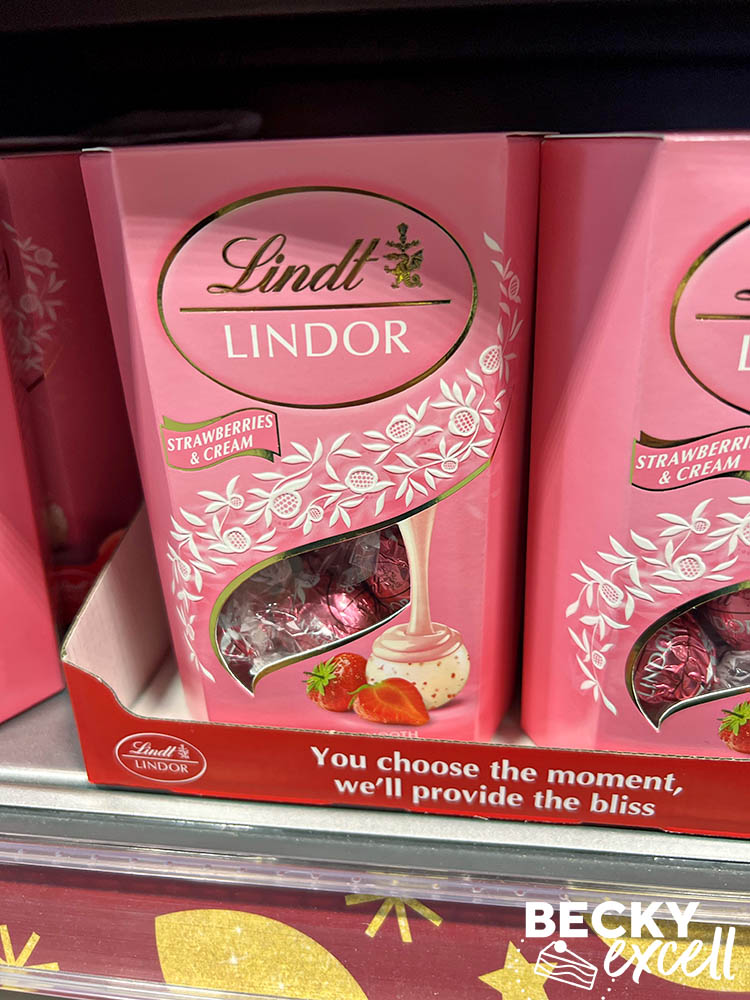 Lindt
LINDOR
STRAWBERRIES
& CREAM
STRAWBERRI
& CREAM
LINDOR
Lindt
LINDOR
You choose the moment,
we'll provide the bliss
BECKY
excell